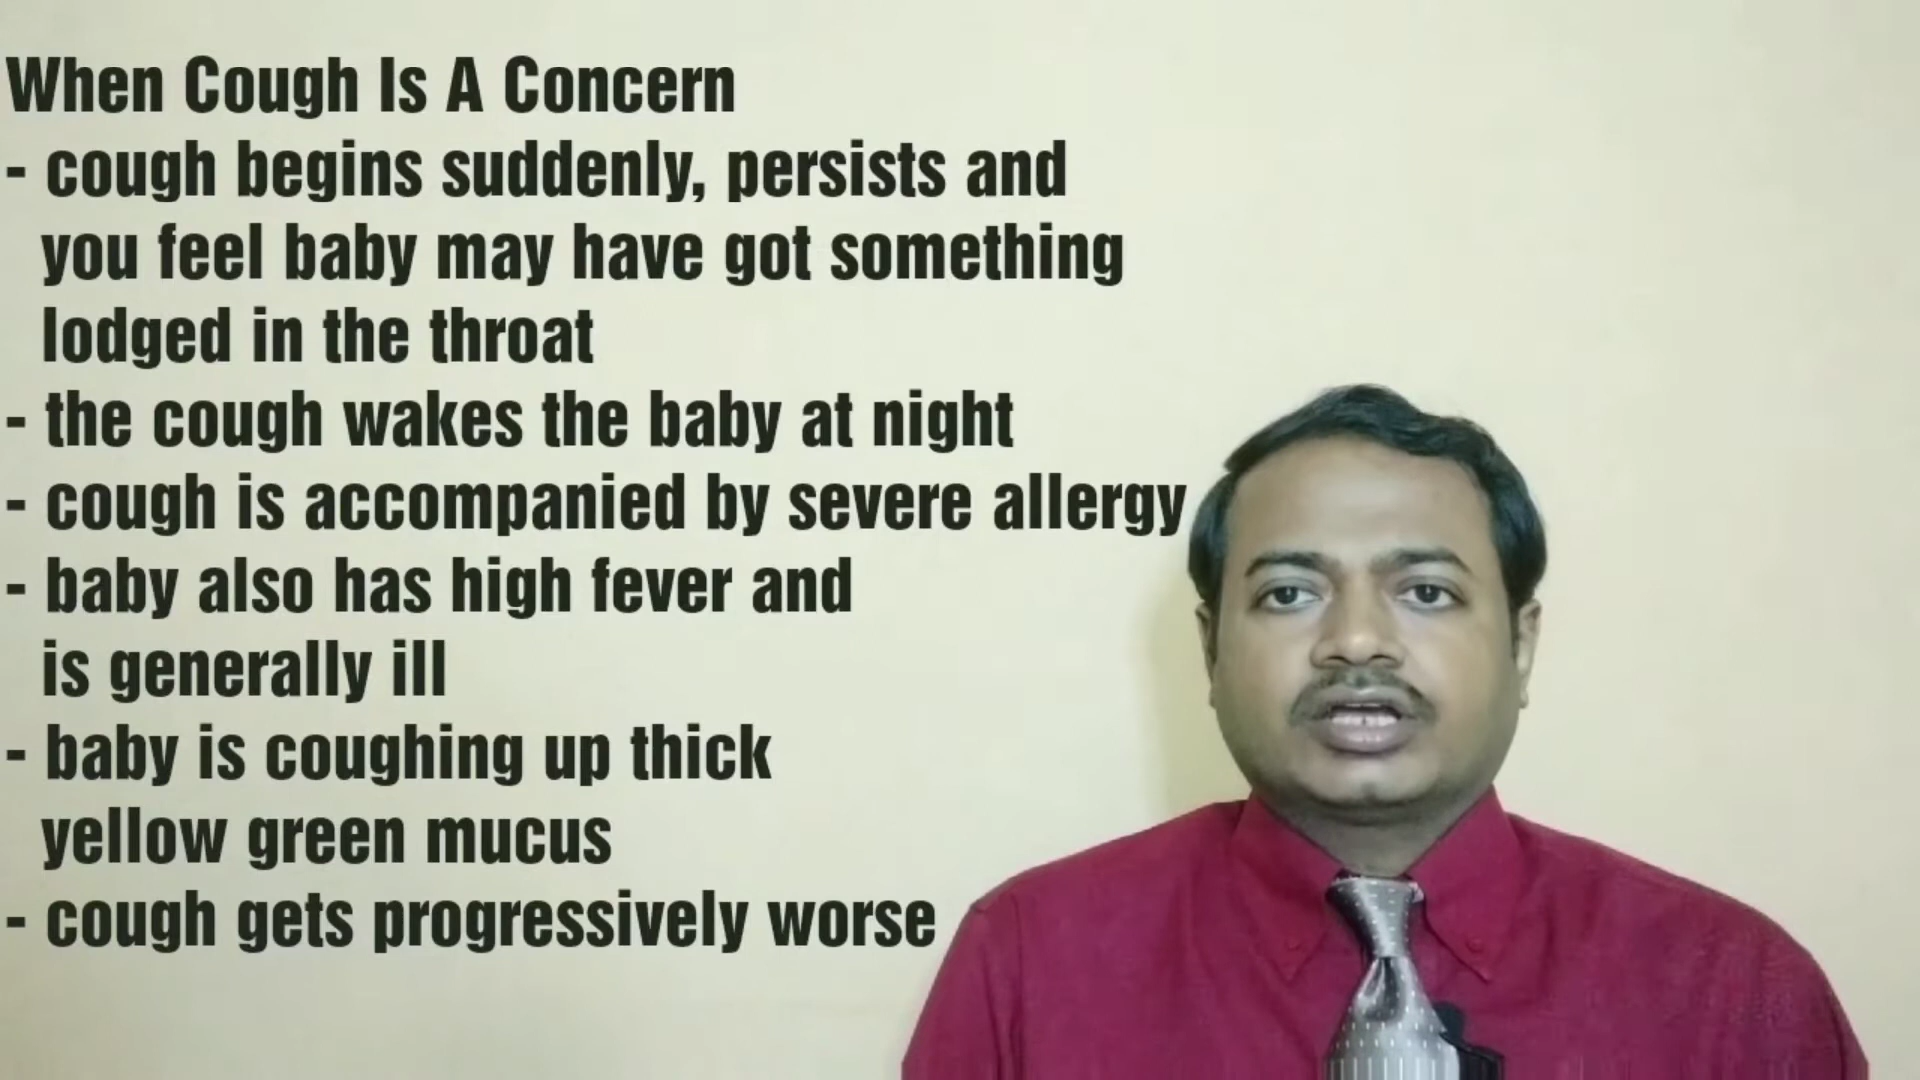 When Cough Is A Concern
- cough begins suddenly, persists and
you feel baby may have got something
lodged in the throat
- the cough wakes the baby at night
- cough is accompanied by severe allergy
- baby also has high fever and
is generally ill
- baby is coughing up thick
yellow green mucus
- cough gets progressively worse